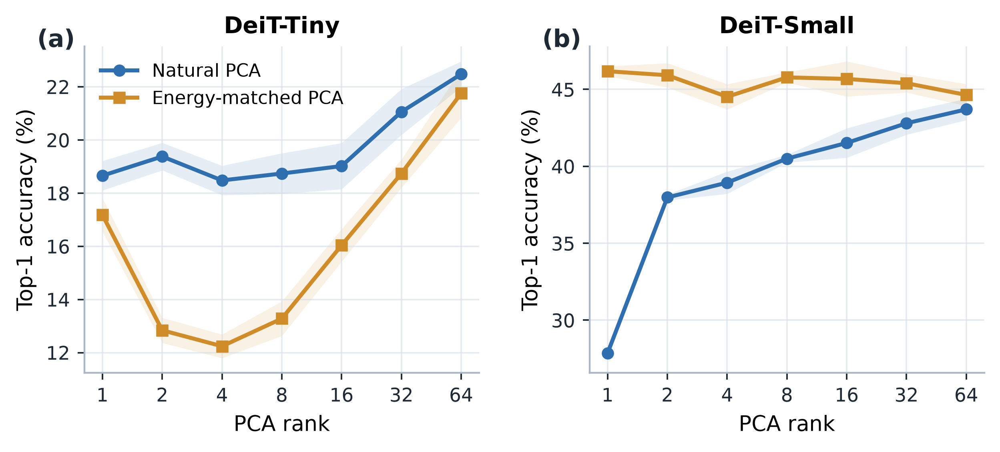 (a)
DeiT-Tiny
Natural PCA
Energy-matched PCA
Top-1 accuracy (%)
22
20
18
16
14
12
1 2 4 8 16 32 64
PCA rank
(b)
DeiT-Small
Top-1 accuracy (%)
45
40
35
30
1 2 4 8 16 32 64
PCA rank